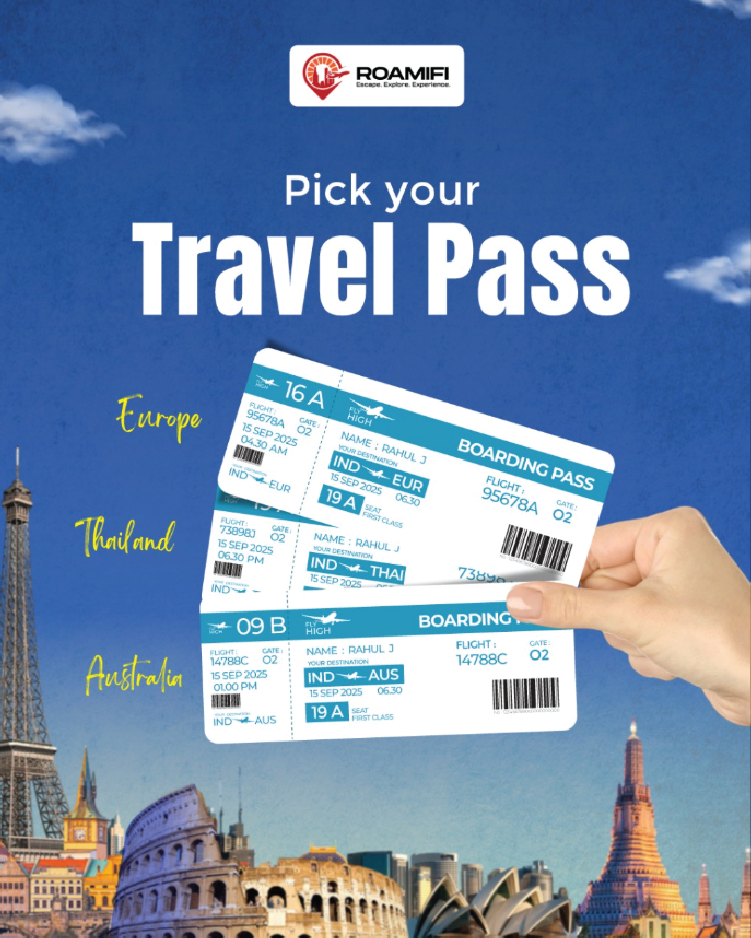 ROAMIFI
Escape. Explore. Experience.
Pick your
Travel Pass
Europe
16 A
FLIGHT :
95678A
GATE :
O2
15 SEP 2025
04.30 AM
IND EUR
FLY
HIGH
BOARDING PASS
NAME : RAHUL J
YOUR DESTINATION
IND EUR
15 SEP 2025 06.30
19 A SEAT
FIRST CLASS
FLIGHT :
95678A
GATE :
O2
Thailand
FLIGHT :
73898J
GATE :
O2
15 SEP 2025
06.30 PM
IND
NAME : RAHUL J
YOUR DESTINATION
IND THAI
15 SEP 2025
Australia
09 B
FLIGHT :
14788C
GATE :
O2
15 SEP 2025
01.00 PM
IND AUS
FLY
HIGH
BOARDING
NAME : RAHUL J
YOUR DESTINATION
IND AUS
15 SEP 2025 06.30
19 A SEAT
FIRST CLASS
FLIGHT :
14788C
GATE :
O2